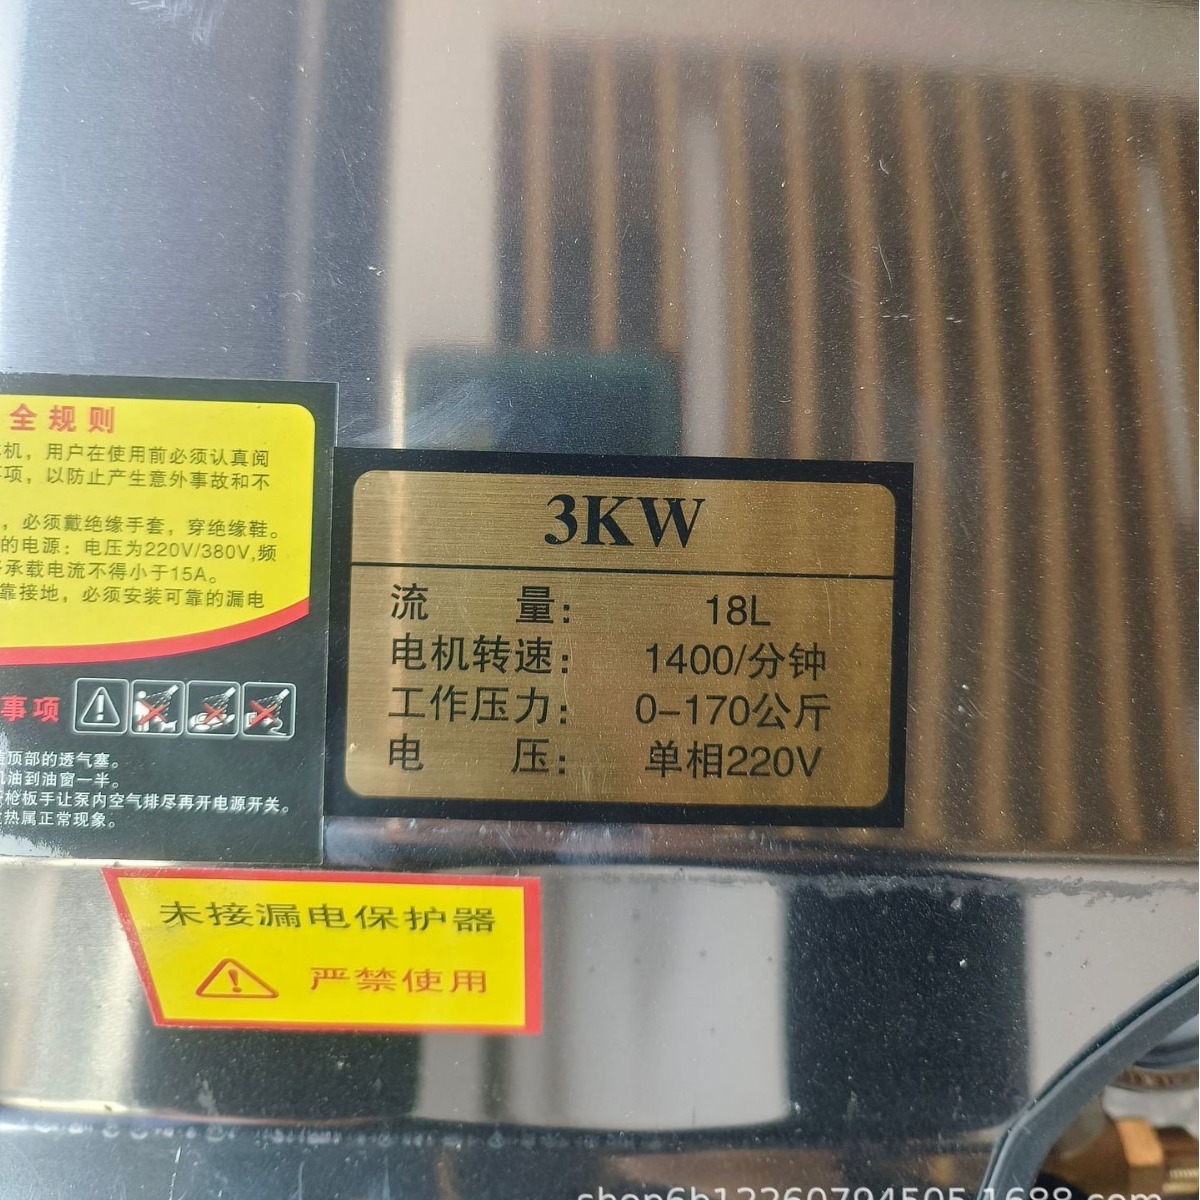 全规则
机，用户在使用前必须认真阅
项，以防止产生意外事故和不
，必须戴绝缘手套，穿绝缘鞋。
的电源：电压为220V/380V,频
承载电流不得小于15A。
靠接地，必须安装可靠的漏电
事项
顶部的透气塞。
油到油窗一半。
枪板手让泵内空气排尽再开电源开关。
热属正常现象。
3KW
流量： 18L
电机转速： 1400/分钟
工作压力： 0-170公斤
电压： 单相220V
未接漏电保护器
严禁使用